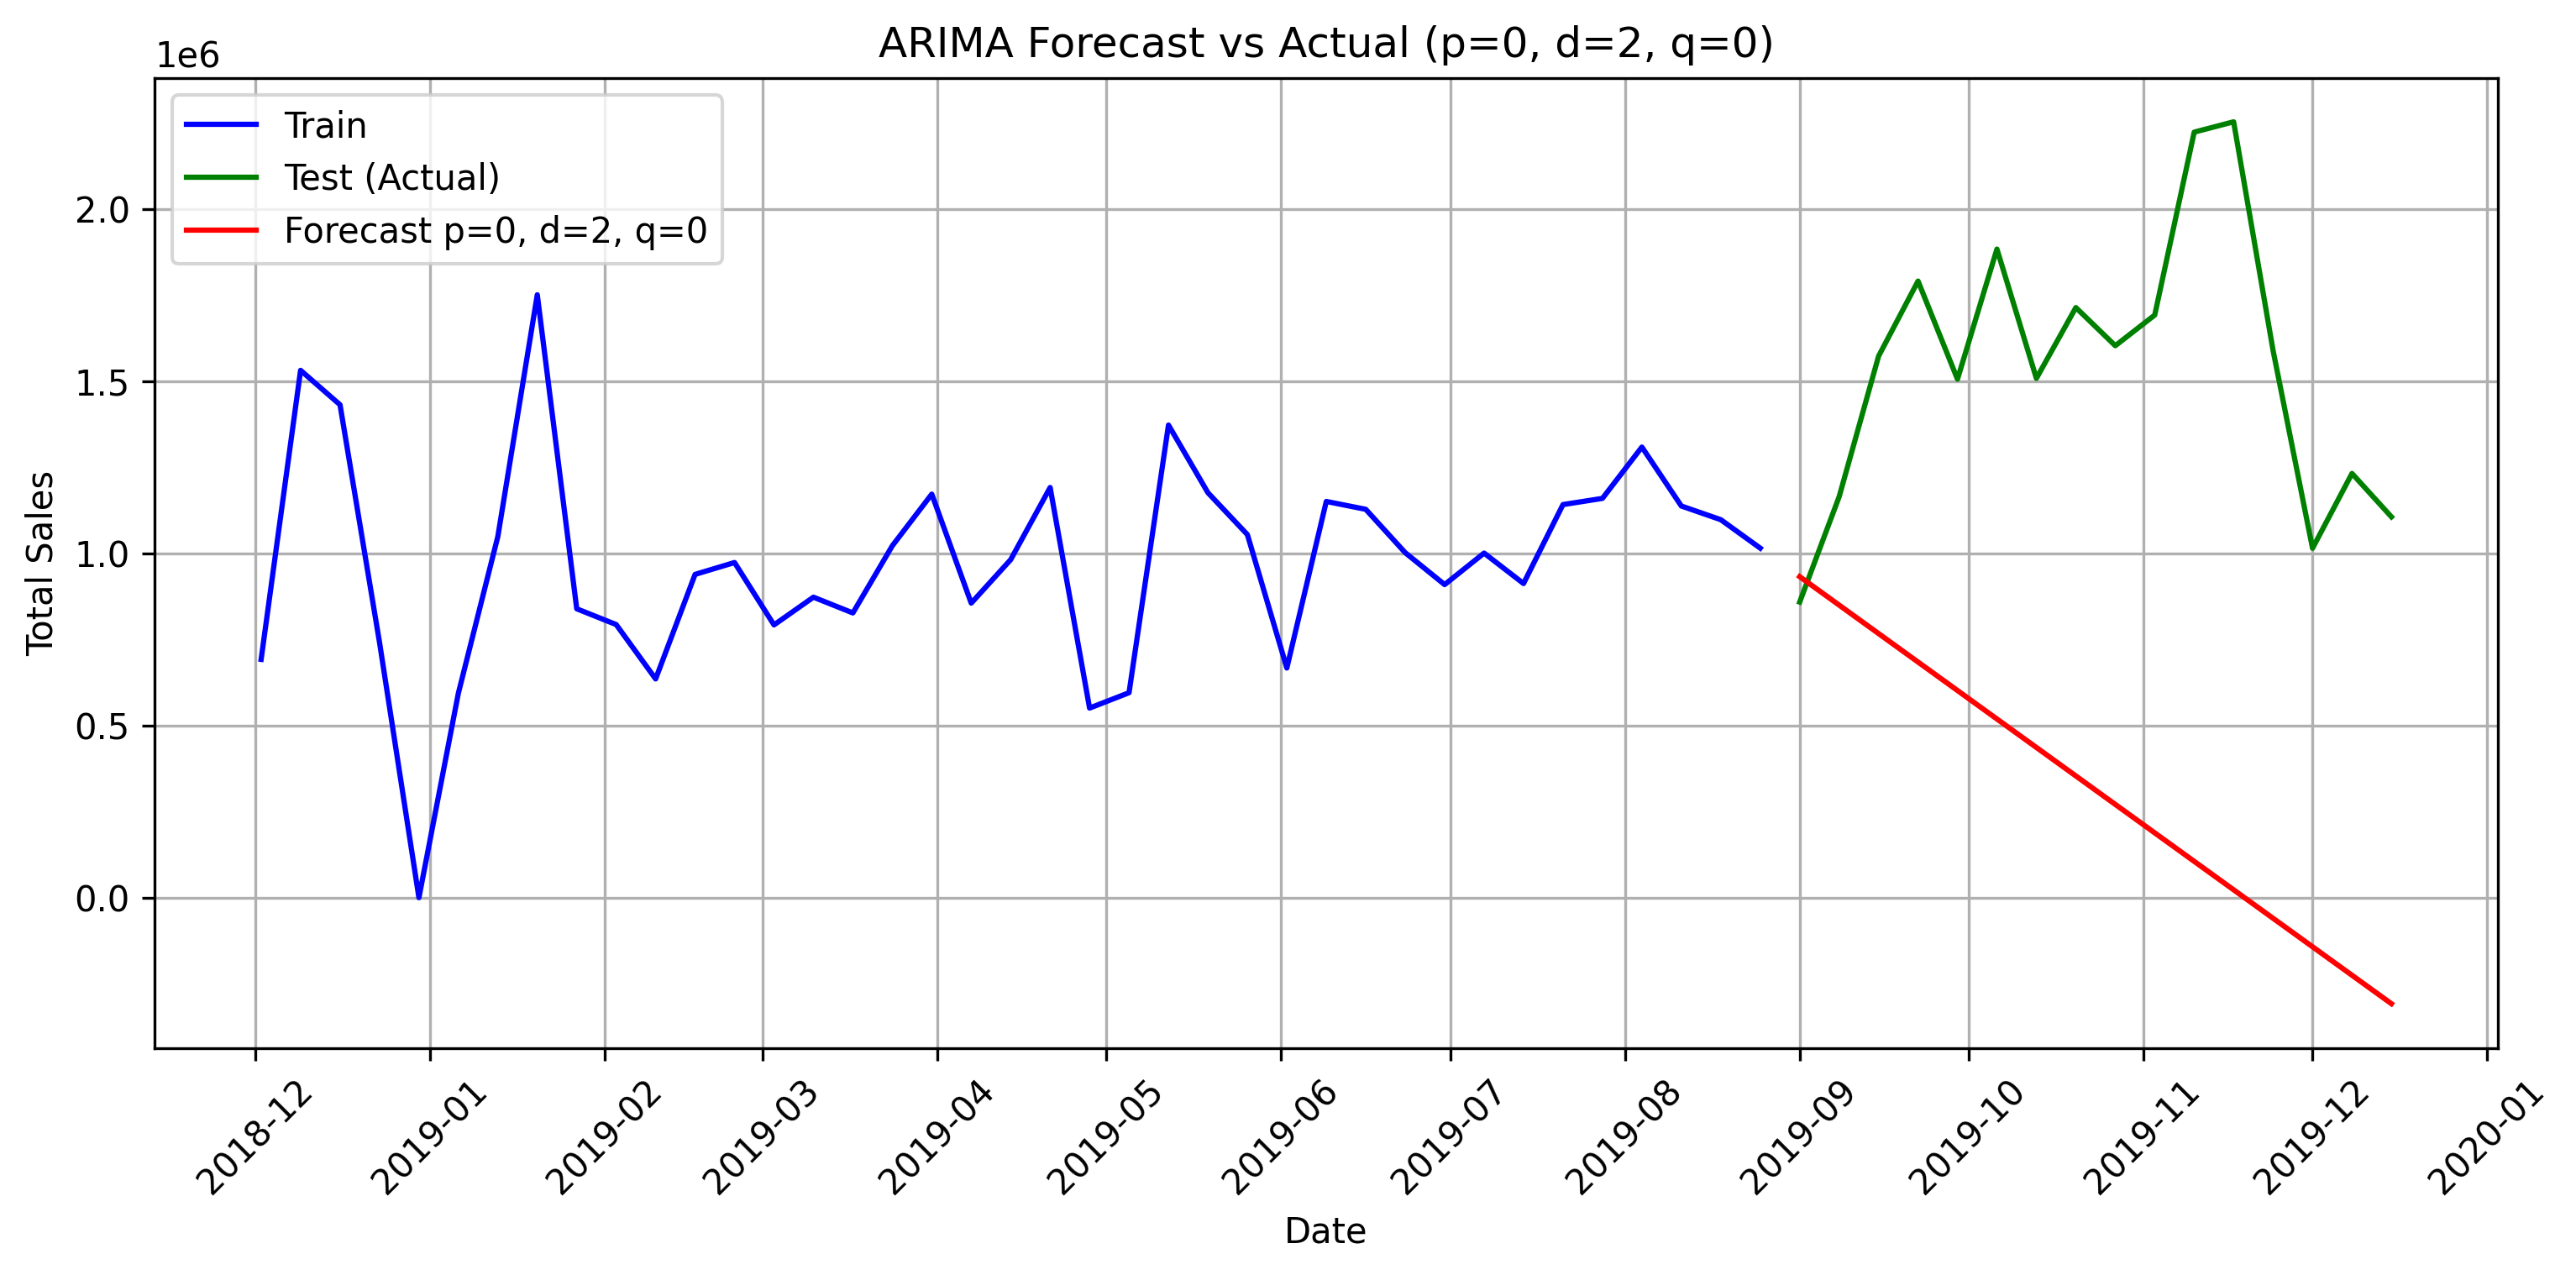 ARIMA Forecast vs Actual (p=0, d=2, q=0)
1e6
Train
Test (Actual)
Forecast p=0, d=2, q=0
Total Sales
2.0
1.5
1.0
0.5
0.0
2018-12
2019-01
2019-02
2019-03
2019-04
2019-05
2019-06
2019-07
2019-08
2019-09
2019-10
2019-11
2019-12
2020-01
Date